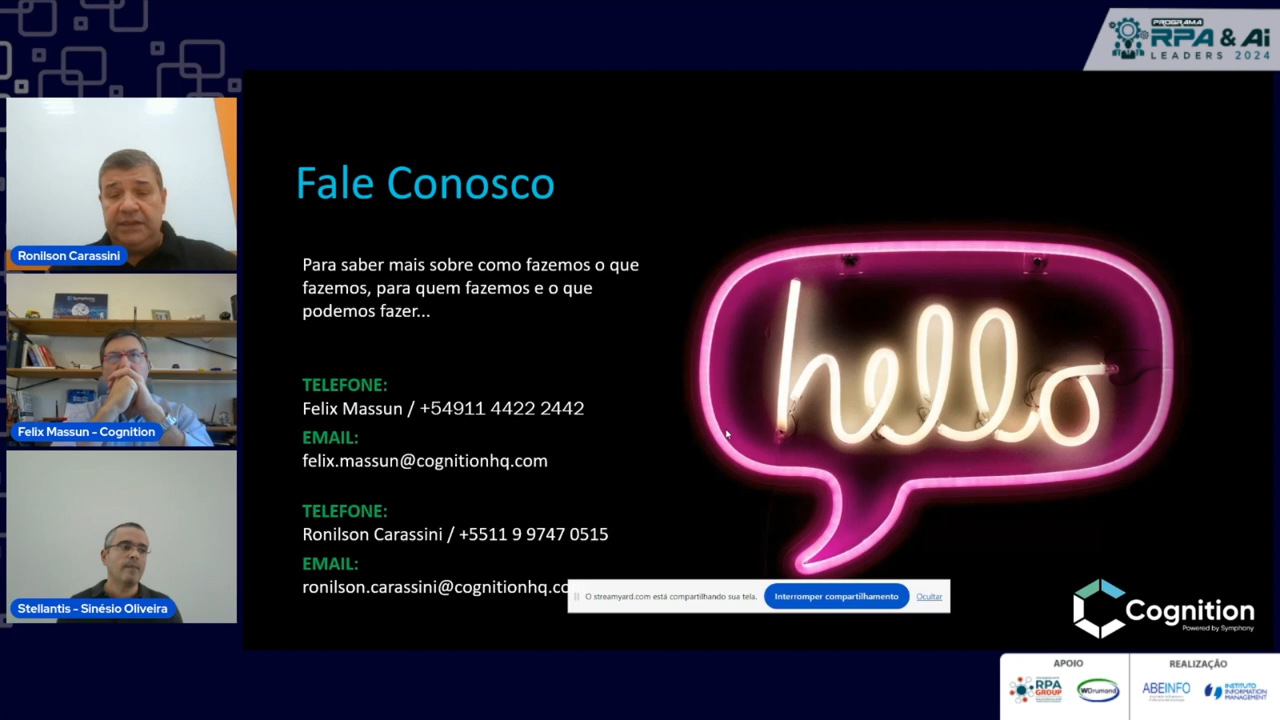 PROGRAMA
RPA & Ai
LEADERS 2024
Ronilson Carassini
Felix Massun - Cognition
Stellantis - Sinésio Oliveira
Fale Conosco
Para saber mais sobre como fazemos o que
fazemos, para quem fazemos e o que
podemos fazer...
TELEFONE:
Felix Massun / +54911 4422 2442
EMAIL:
felix.massun@cognitionhq.com
TELEFONE:
Ronilson Carassini / +5511 9 9747 0515
EMAIL:
ronilson.carassini@cognitionhq.co
hello
O streamyard.com está compartilhando sua tela.
Interromper compartilhamento
Ocultar
Cognition
Powered by Symphony
APOIO
REALIZAÇÃO
RPA
GROUP
WDrumond
ABEINFO
INSTITUTO
INFORMATION
MANAGEMENT